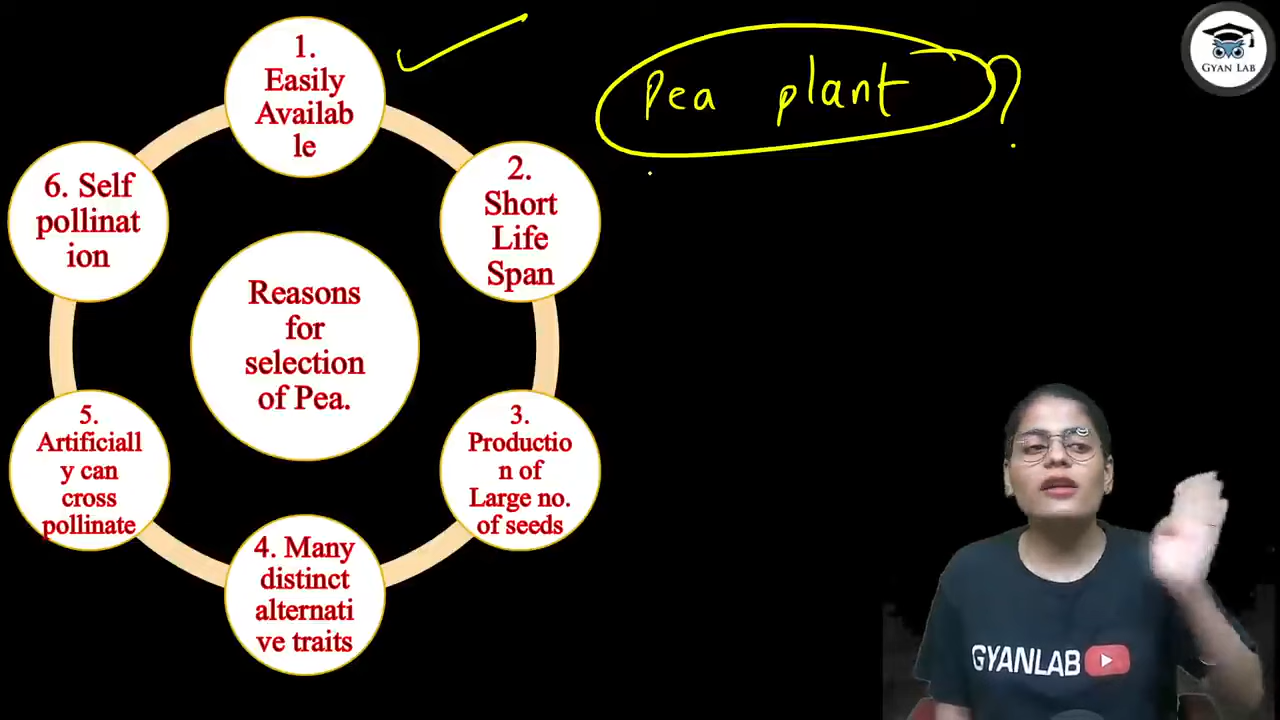 1.
Easily
Availab
le
Pea plant ?
GYAN LAB
6. Self
pollinat
ion
2.
Short
Life
Span
Reasons
for
selection
of Pea.
5.
Artificiall
y can
cross
pollinate
3.
Productio
n of
Large no.
of seeds
4. Many
distinct
alternati
ve traits
GYANLAB